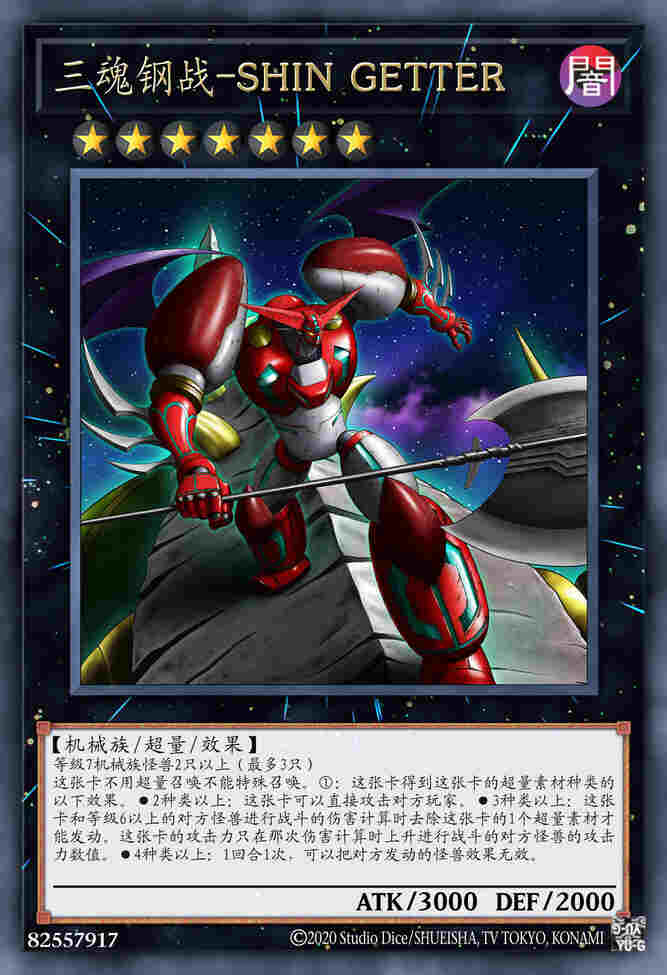 三魂钢战-SHIN GETTER
闇
【机械族/超量/效果】
等级7机械族怪兽2只以上（最多3只）
这张卡不用超量召唤不能特殊召唤。①：这张卡得到这张卡的超量素材种类的
以下效果。●2种类以上：这张卡可以直接攻击对方玩家。●3种类以上：这张
卡和等级6以上的对方怪兽进行战斗的伤害计算时去除这张卡的1个超量素材才
能发动。这张卡的攻击力只在那次伤害计算时上升进行战斗的对方怪兽的攻击
力数值。●4种类以上：1回合1次，可以把对方发动的怪兽效果无效。
ATK/3000 DEF/2000
82557917
©2020 Studio Dice/SHUEISHA, TV TOKYO, KONAMI